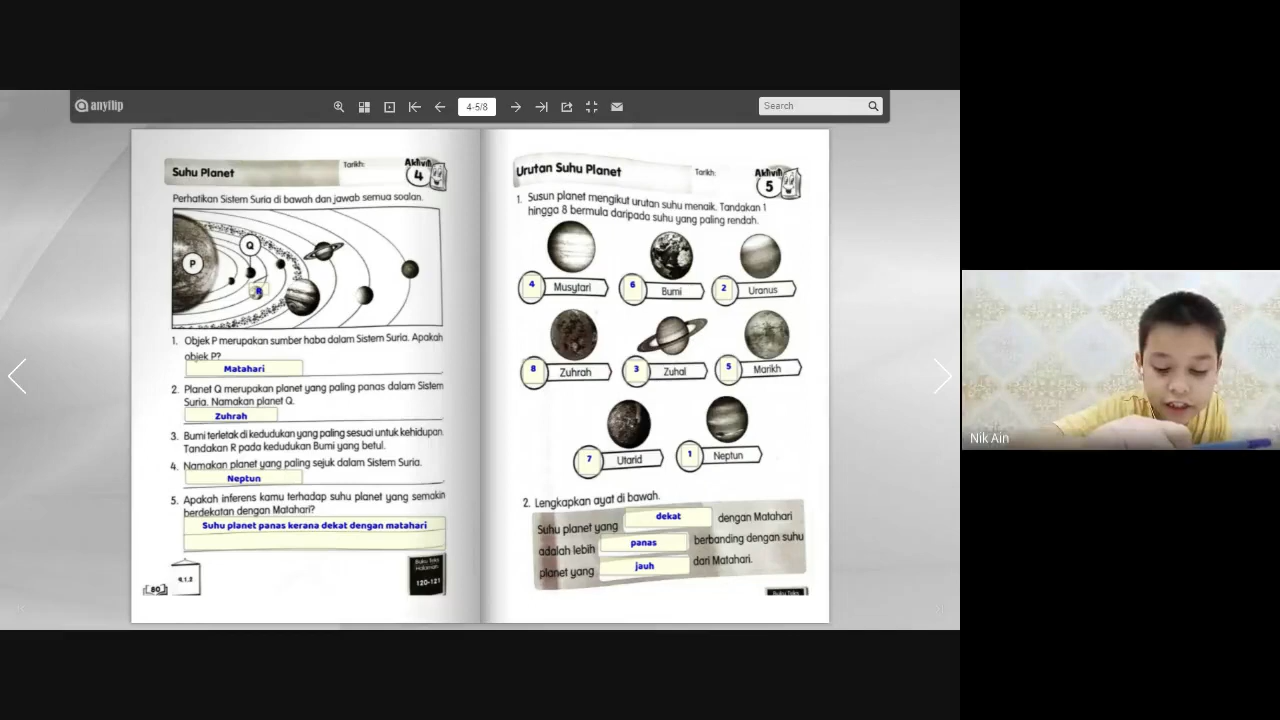 anyflip
4-5/8
Search
Suhu Planet
Tarikh:
Aktiviti
4
Perhatikan Sistem Suria di bawah dan jawab semua soalan.
P
Q
R
1. Objek P merupakan sumber haba dalam Sistem Suria. Apakah
objek P?
Matahari
2. Planet Q merupakan planet yang paling panas dalam Sistem
Suria. Namakan planet Q.
Zuhrah
3. Bumi terletak di kedudukan yang paling sesuai untuk kehidupan.
Tandakan R pada kedudukan Bumi yang betul.
4. Namakan planet yang paling sejuk dalam Sistem Suria.
Neptun
5. Apakah inferens kamu terhadap suhu planet yang semakin
berdekatan dengan Matahari?
Suhu planet panas kerana dekat dengan matahari
80
9.1.2
Buku Teks
Halaman
120-121
Urutan Suhu Planet
Tarikh:
Aktiviti
5
1. Susun planet mengikut urutan suhu menaik. Tandakan 1
hingga 8 bermula daripada suhu yang paling rendah.
4 Musytari
6 Bumi
2 Uranus
8 Zuhrah
3 Zuhal
5 Marikh
7 Utarid
1 Neptun
2. Lengkapkan ayat di bawah.
Suhu planet yang dekat dengan Matahari
adalah lebih panas berbanding dengan suhu
planet yang jauh dari Matahari.
Buku Teks
Nik Ain